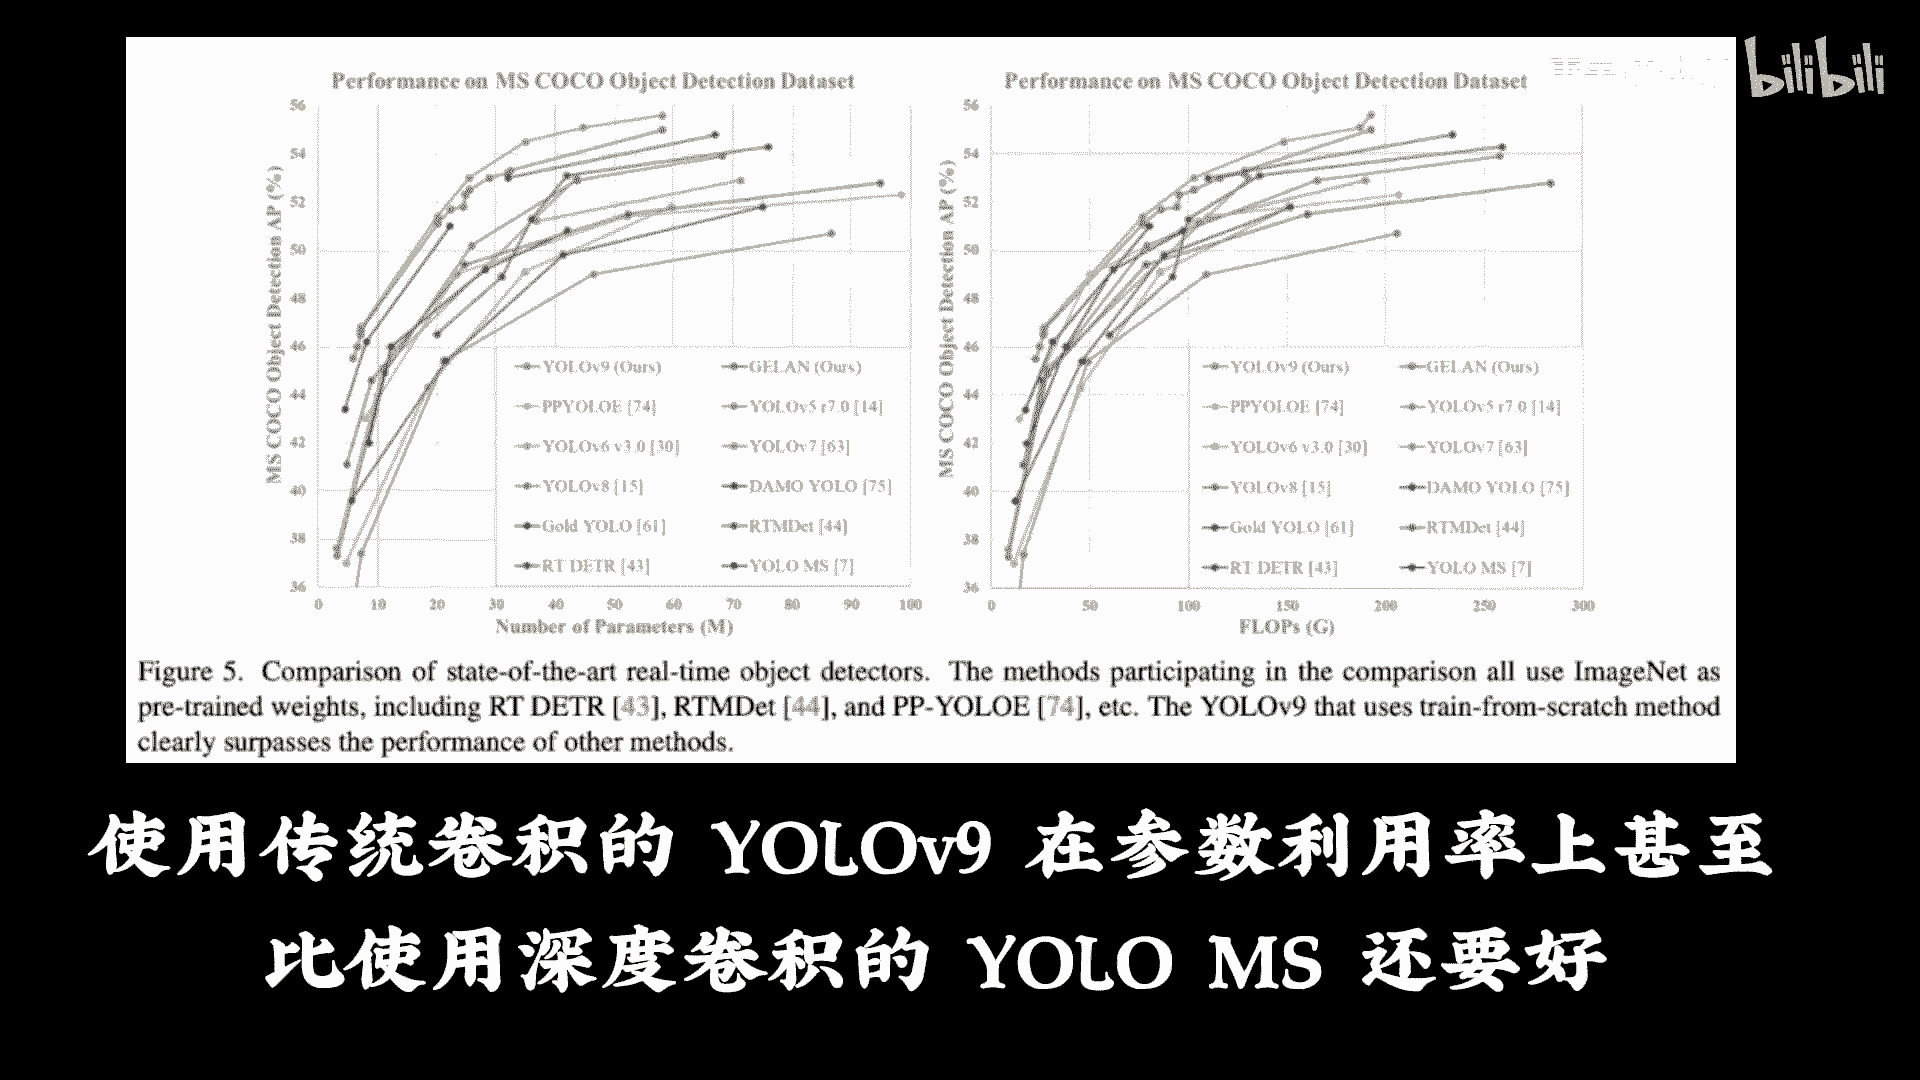 bilibili
Performance on MS COCO Object Detection Dataset
MS COCO Object Detection AP (%)
56
54
52
50
48
46
44
42
40
38
36
0 10 20 30 40 50 60 70 80 90 100
Number of Parameters (M)
YOLOv9 (Ours) GELAN (Ours)
PPYOLOE [74] YOLOv5 r7.0 [14]
YOLOv6 v3.0 [30] YOLOv7 [63]
YOLOv8 [15] DAMO YOLO [75]
Gold YOLO [61] RTMDet [44]
RT DETR [43] YOLO MS [7]
Performance on MS COCO Object Detection Dataset
MS COCO Object Detection AP (%)
56
54
52
50
48
46
44
42
40
38
36
0 50 100 150 200 250 300
FLOPs (G)
YOLOv9 (Ours) GELAN (Ours)
PPYOLOE [74] YOLOv5 r7.0 [14]
YOLOv6 v3.0 [30] YOLOv7 [63]
YOLOv8 [15] DAMO YOLO [75]
Gold YOLO [61] RTMDet [44]
RT DETR [43] YOLO MS [7]
Figure 5. Comparison of state-of-the-art real-time object detectors. The methods participating in the comparison all use ImageNet as
pre-trained weights, including RT DETR [43], RTMDet [44], and PP-YOLOE [74], etc. The YOLOv9 that uses train-from-scratch method
clearly surpasses the performance of other methods.
使用传统卷积的 YOLOv9 在参数利用率上甚至
比使用深度卷积的 YOLO MS 还要好